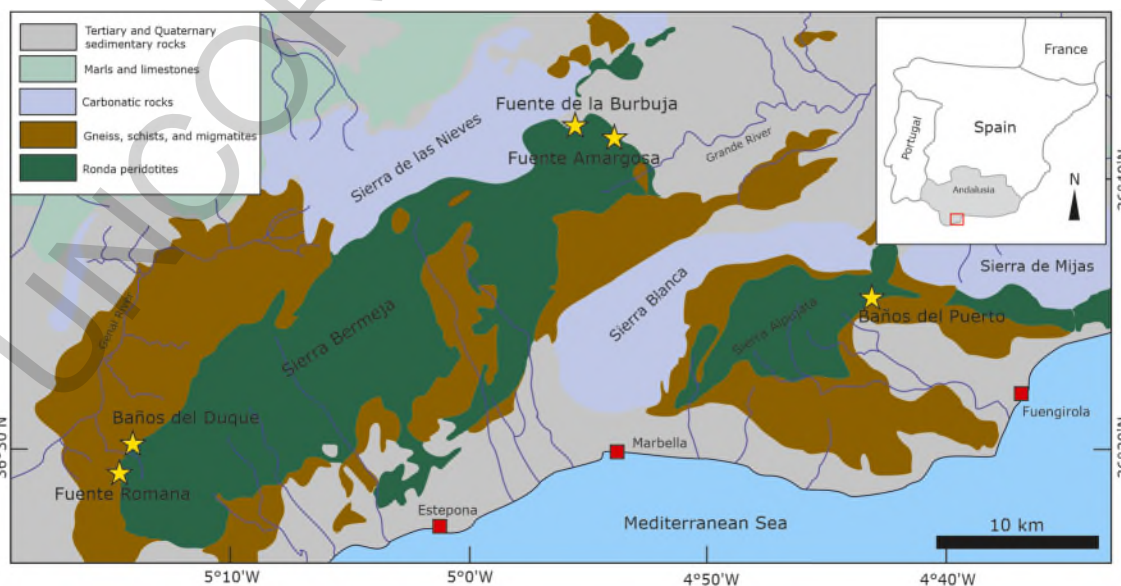 Tertiary and Quaternary
sedimentary rocks
Marls and limestones
Carbonatic rocks
Gneiss, schists, and migmatites
Ronda peridotites
France
Portugal
Spain
Andalusia
N
Fuente de la Burbuja
Fuente Amargosa
Grande River
Sierra de las Nieves
Sierra de Mijas
Sierra Blanca
Sierra Alpujata
Baños del Puerto
Genal River
Sierra Bermeja
Baños del Duque
Fuente Romana
Fuengirola
Marbella
Estepona
Mediterranean Sea
10 km
36°30'N
5°10'W
5°0'W
4°50'W
4°40'W
UNCOR